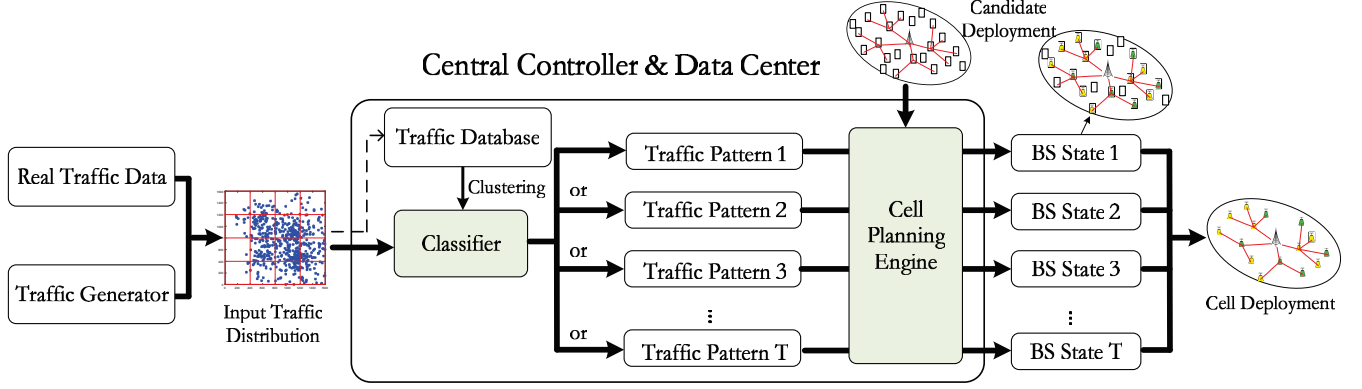 Candidate
Deployment
Central Controller & Data Center
Real Traffic Data
Traffic Generator
Input Traffic
Distribution
Traffic Database
Clustering
Classifier
or
or
or
Traffic Pattern 1
Traffic Pattern 2
Traffic Pattern 3
...
Traffic Pattern T
Cell
Planning
Engine
BS State 1
BS State 2
BS State 3
...
BS State T
Cell Deployment